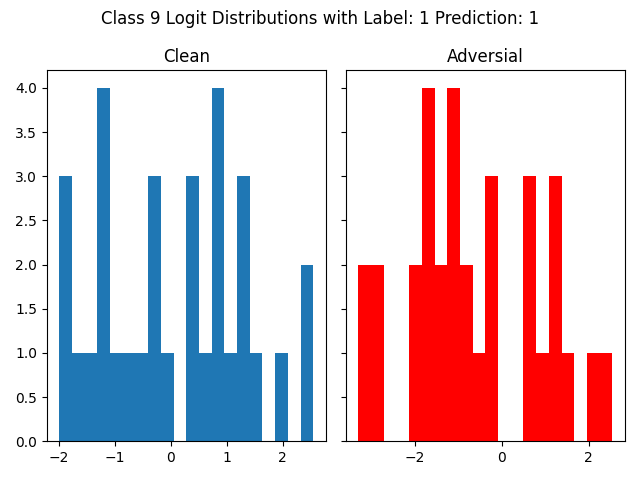 Class 9 Logit Distributions with Label: 1 Prediction: 1
Clean
Adversial
4.0
3.5
3.0
2.5
2.0
1.5
1.0
0.5
0.0
−2 −1 0 1 2
−2 0 2